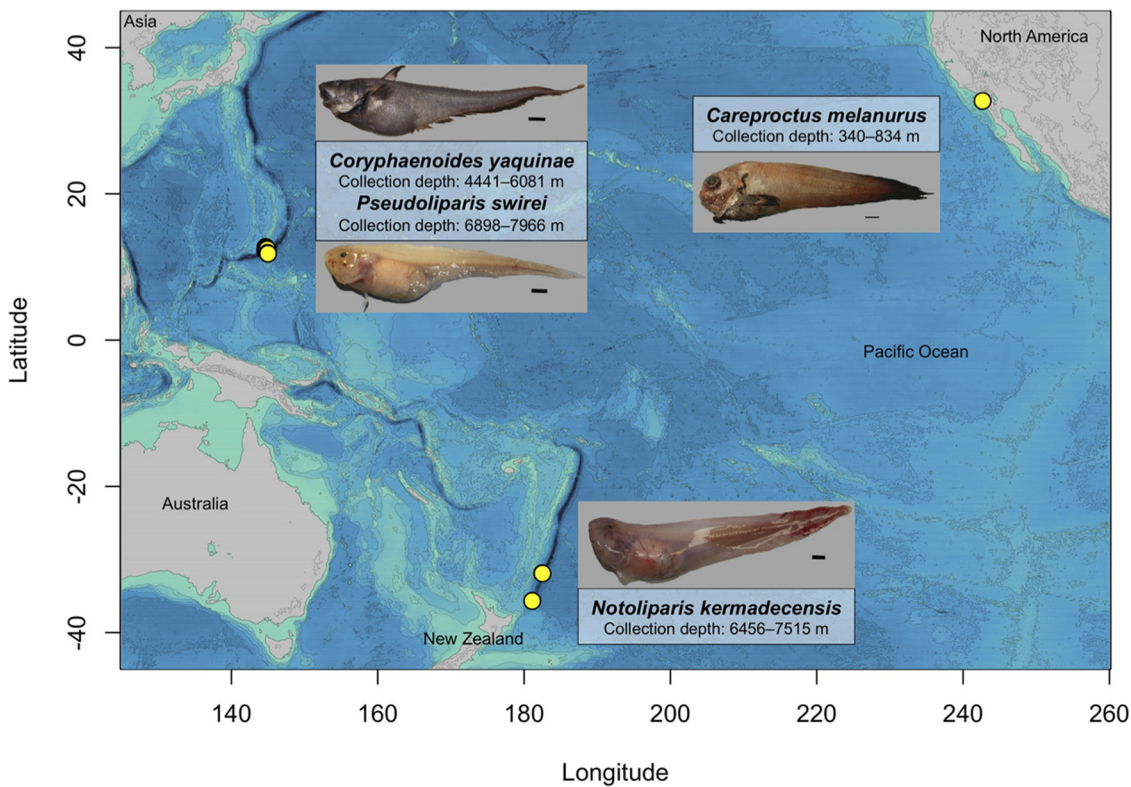 Asia
North America
Careproctus melanurus
Collection depth: 340–834 m
Coryphaenoides yaquinae
Collection depth: 4441–6081 m
Pseudoliparis swirei
Collection depth: 6898–7966 m
Pacific Ocean
Australia
Notoliparis kermadecensis
Collection depth: 6456–7515 m
New Zealand
Latitude
40
20
0
-20
-40
140
160
180
200
220
240
260
Longitude